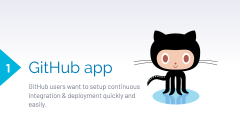 1
GitHub app
GitHub users want to setup continuous
integration & deployment quickly and
easily.